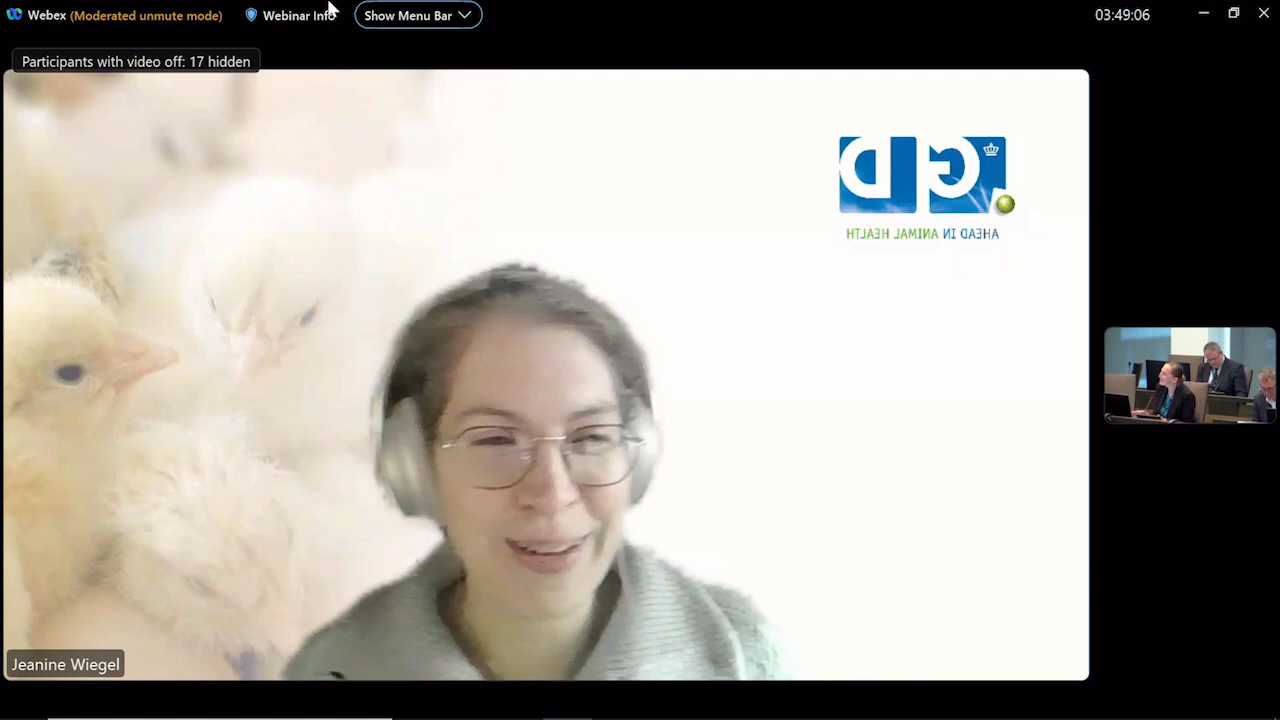 Webex (Moderated unmute mode) Webinar Info Show Menu Bar 03:49:06
Participants with video off: 17 hidden
GD
AHEAD IN ANIMAL HEALTH
Jeanine Wiegel